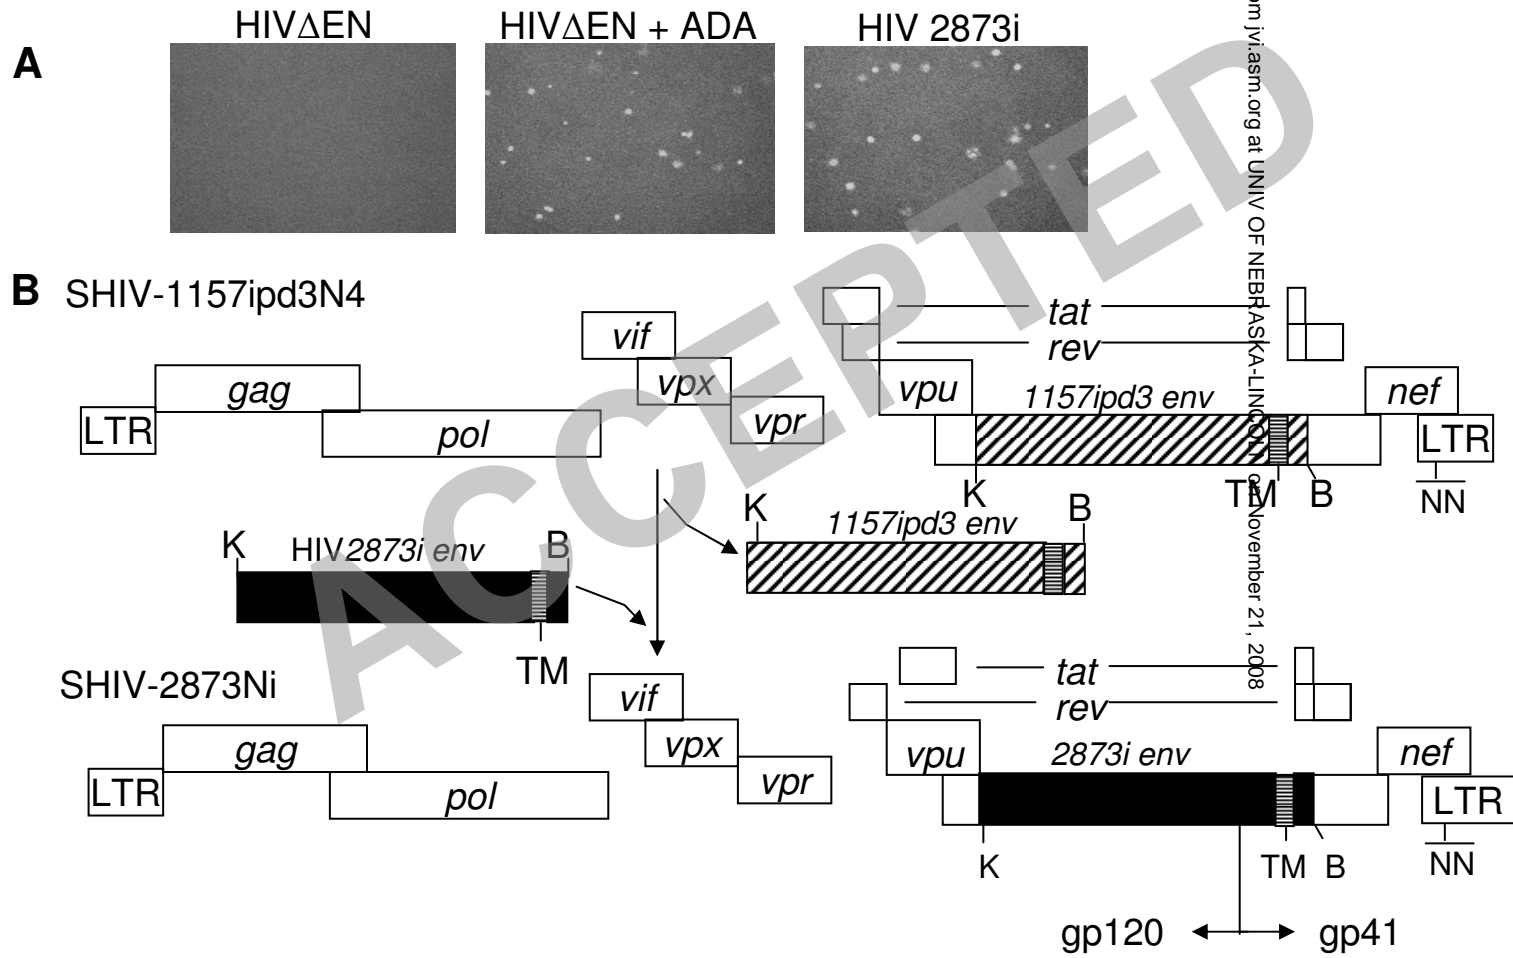 HIVΔEN
HIVΔEN + ADA
HIV 2873i
A
B
SHIV-1157ipd3N4
vif
vpx
vpr
gag
pol
LTR
tat
rev
vpu
1157ipd3 env
nef
LTR
K
TM
B
NN
K
HIV2873i env
B
TM
K
1157ipd3 env
B
SHIV-2873Ni
vif
vpx
vpr
gag
pol
LTR
tat
rev
vpu
2873i env
nef
LTR
K
TM
B
NN
gp120
gp41
ACCEPTED
om jvi.asm.org at UNIV OF NEBRASKA-LINCOLN on November 21, 2008